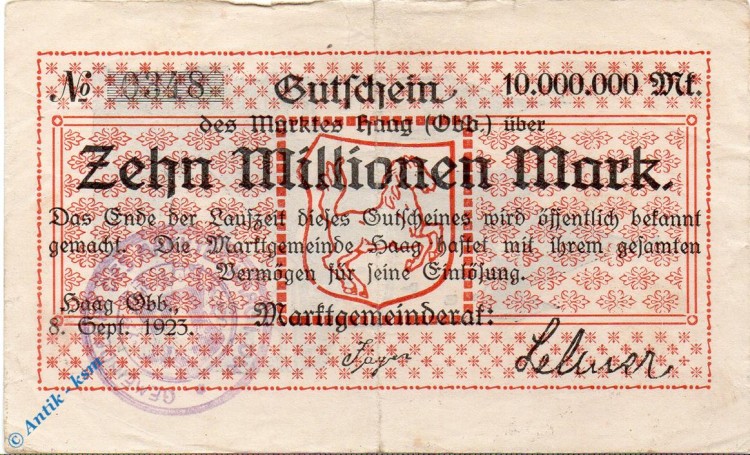 No 0348 Gutschein 10.000.000 Mk.
des Marktes Haag (Obb.) über
Zehn Millionen Mark.
Das Ende der Laufzeit dieses Gutscheines wird öffentlich bekannt
gemacht. Die Marktgemeinde Haag haftet mit ihrem gesamten
Vermögen für seine Einlösung.
Haag Obb.,
8. Sept. 1923.
Marktgemeinderat:
© Antik - ksm